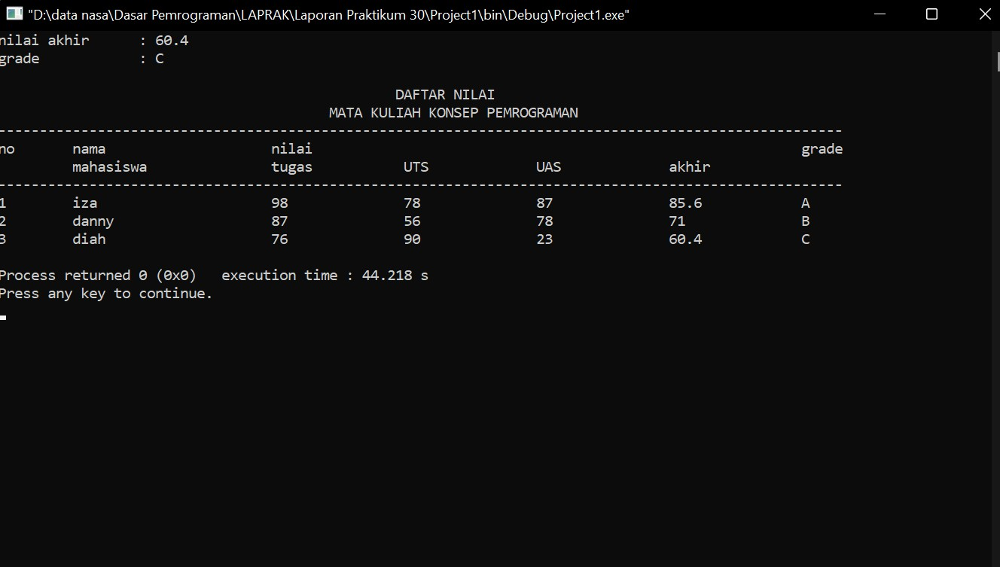 "D:\data nasa\Dasar Pemrograman\LAPRAK\Laporan Praktikum 30\Project1\bin\Debug\Project1.exe"
nilai akhir : 60.4
grade : C
DAFTAR NILAI
MATA KULIAH KONSEP PEMROGRAMAN
------------------------------------------------------------------------------------------------------
no nama nilai grade
mahasiswa tugas UTS UAS akhir
------------------------------------------------------------------------------------------------------
1 iza 98 78 87 85.6 A
2 danny 87 56 78 71 B
3 diah 76 90 23 60.4 C
Process returned 0 (0x0) execution time : 44.218 s
Press any key to continue.